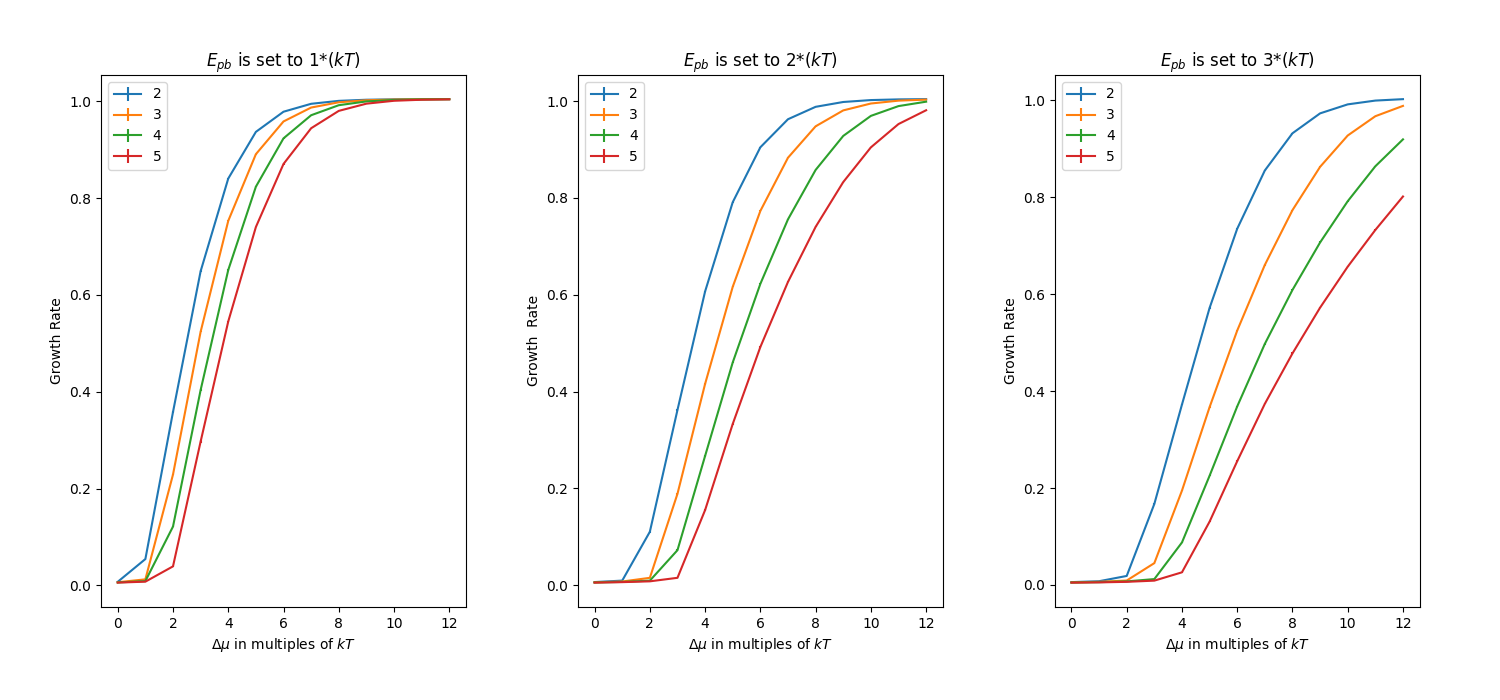 E_pb is set to 1*(kT)
1.0
0.8
0.6
0.4
0.2
0.0
Growth Rate
2
3
4
5
0 2 4 6 8 10 12
Δμ in multiples of kT
E_pb is set to 2*(kT)
1.0
0.8
0.6
0.4
0.2
0.0
Growth  Rate
2
3
4
5
0 2 4 6 8 10 12
Δμ in multiples of kT
E_pb is set to 3*(kT)
1.0
0.8
0.6
0.4
0.2
0.0
Growth Rate
2
3
4
5
0 2 4 6 8 10 12
Δμ in multiples of kT